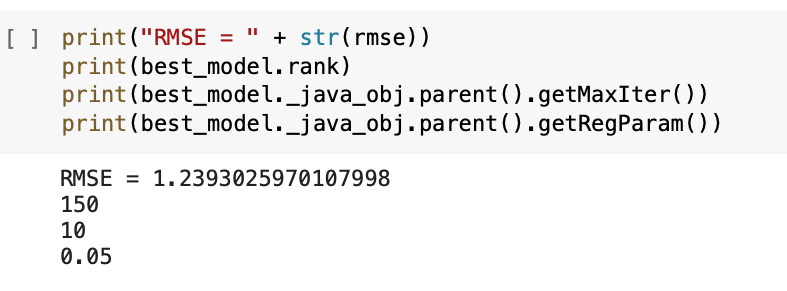 [ ] print("RMSE = " + str(rmse))
print(best_model.rank)
print(best_model._java_obj.parent().getMaxIter())
print(best_model._java_obj.parent().getRegParam())
RMSE = 1.2393025970107998
150
10
0.05